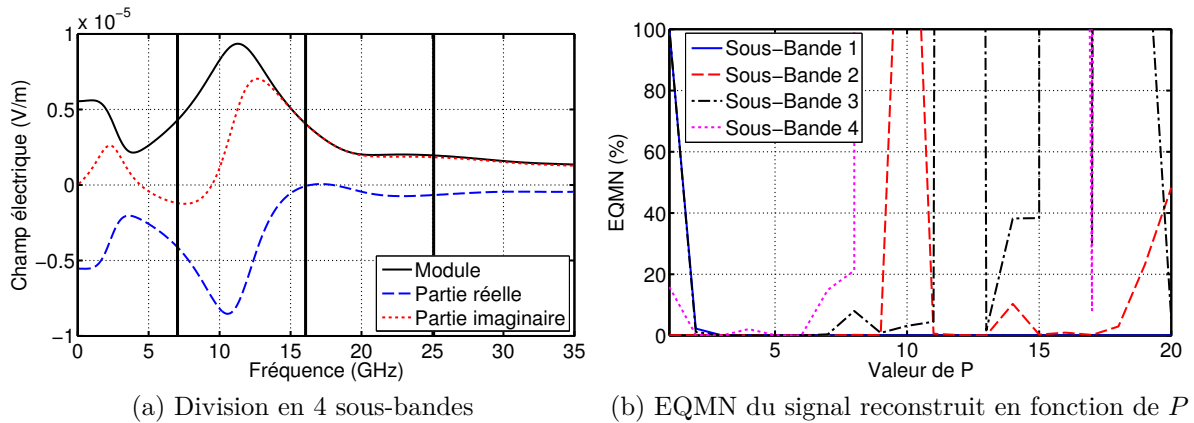 x 10^-5
1
0.5
0
−0.5
−1
Champ électrique (V/m)
0 5 10 15 20 25 30 35
Fréquence (GHz)
Module
Partie réelle
Partie imaginaire
(a) Division en 4 sous-bandes
100
80
60
40
20
0
EQMN (%)
5 10 15 20
Valeur de P
Sous−Bande 1
Sous−Bande 2
Sous−Bande 3
Sous−Bande 4
(b) EQMN du signal reconstruit en fonction de P